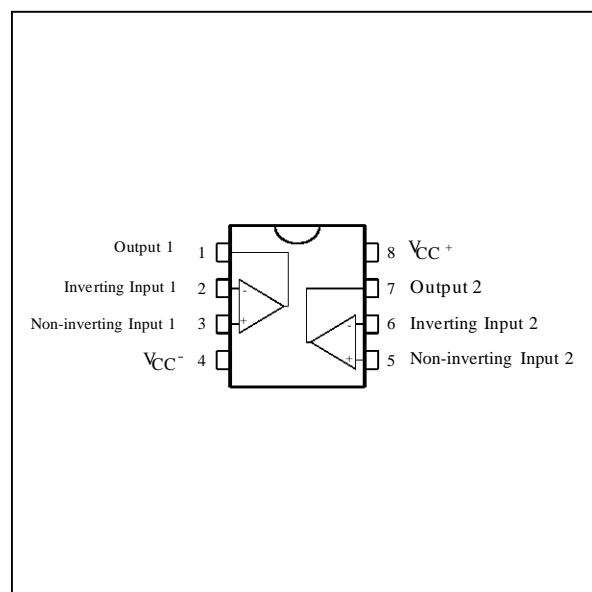 Output 1 1
Inverting Input 1 2 -
Non-inverting Input 1 3 +
VCC- 4
8 VCC+
7 Output 2
- 6 Inverting Input 2
+ 5 Non-inverting Input 2